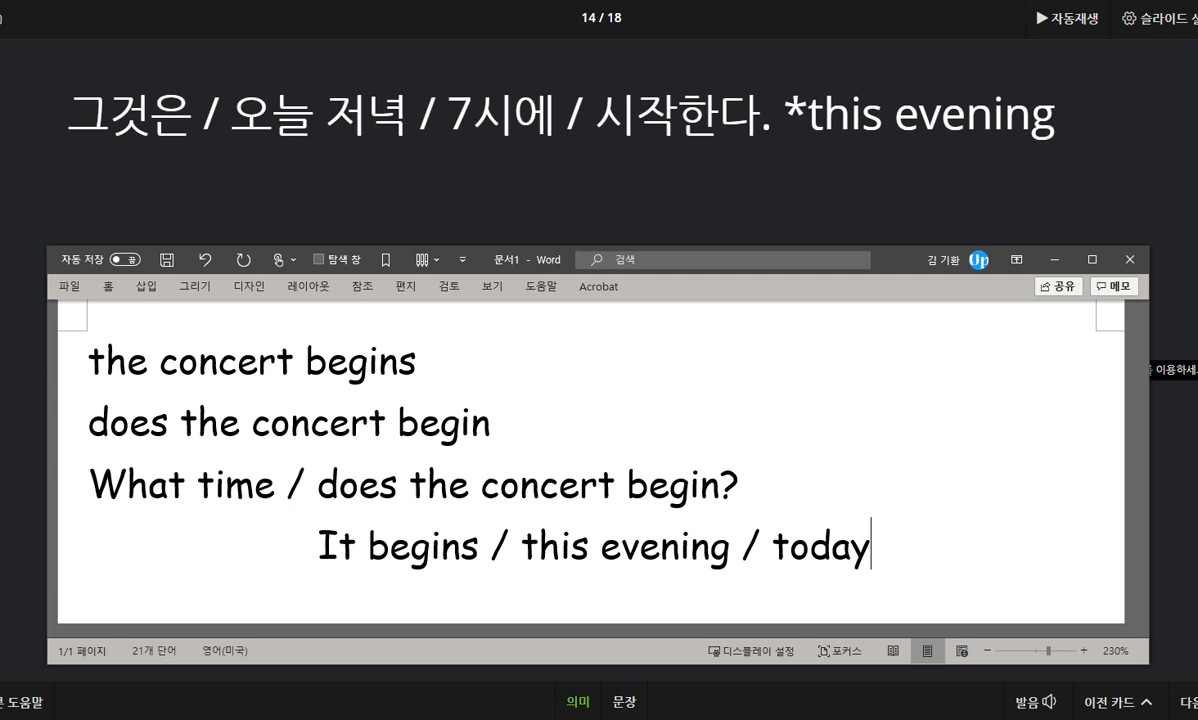 14 / 18
▶ 자동재생
슬라이드
그것은 / 오늘 저녁 / 7시에 / 시작한다. *this evening
자동 저장
끔
탐색 창
문서1 - Word
검색
김 기환
Up
파일 홈 삽입 그리기 디자인 레이아웃 참조 편지 검토 보기 도움말 Acrobat
공유
메모
the concert begins
does the concert begin
What time / does the concert begin?
It begins / this evening / today
이용하세
1/1 페이지 21개 단어 영어(미국)
디스플레이 설정 포커스
230%
도움말
의미 문장
발음
이전 카드